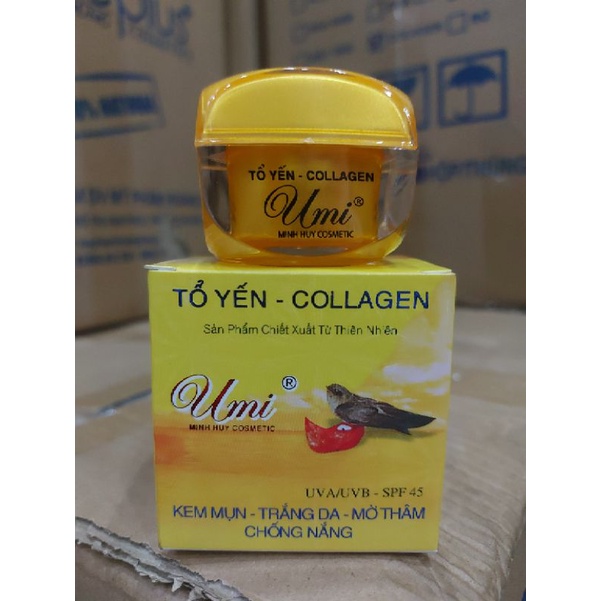 TỔ YẾN - COLLAGEN
Umi®
MINH HUY COSMETIC
TỔ YẾN - COLLAGEN
Sản Phẩm Chiết Xuất Từ Thiên Nhiên
Umi®
MINH HUY COSMETIC
UVA/UVB - SPF 45
KEM MỤN - TRẮNG DA - MỜ THÂM
CHỐNG NẮNG